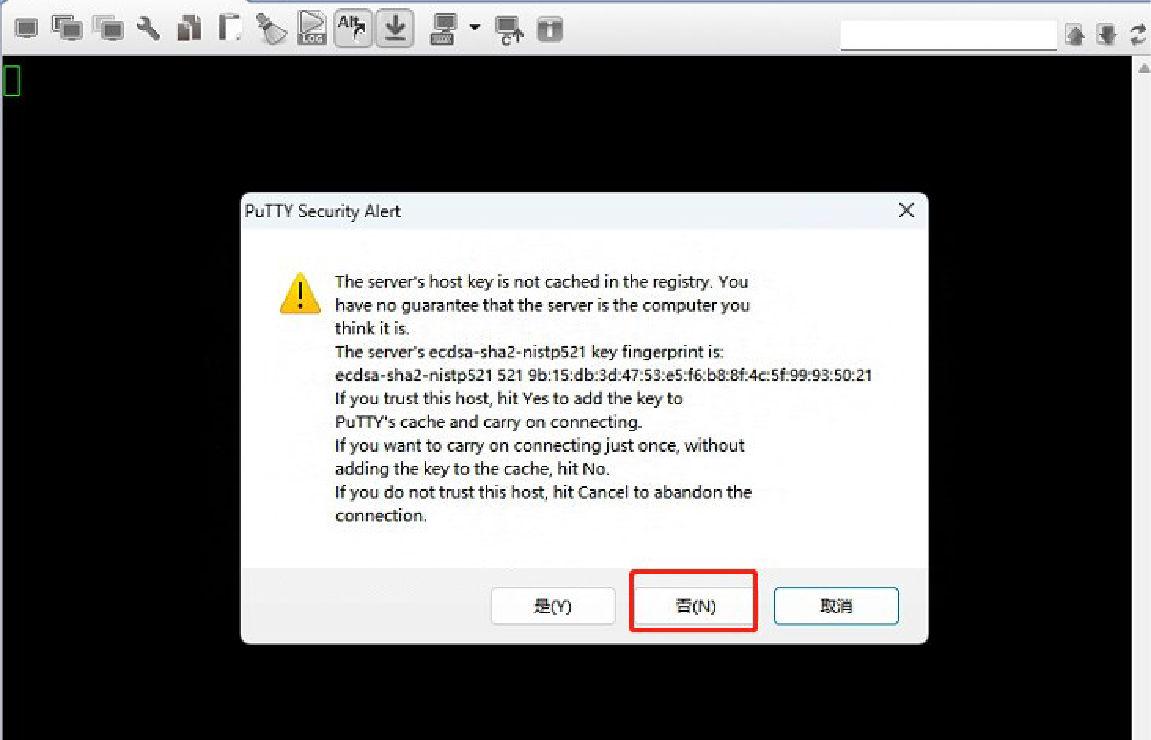 LOG
Alt
C
PuTTY Security Alert
The server's host key is not cached in the registry. You
have no guarantee that the server is the computer you
think it is.
The server's ecdsa-sha2-nistp521 key fingerprint is:
ecdsa-sha2-nistp521 521 9b:15:db:3d:47:53:e5:f6:b8:8f:4c:5f:99:93:50:21
If you trust this host, hit Yes to add the key to
PuTTY's cache and carry on connecting.
If you want to carry on connecting just once, without
adding the key to the cache, hit No.
If you do not trust this host, hit Cancel to abandon the
connection.
是(Y)
否(N)
取消